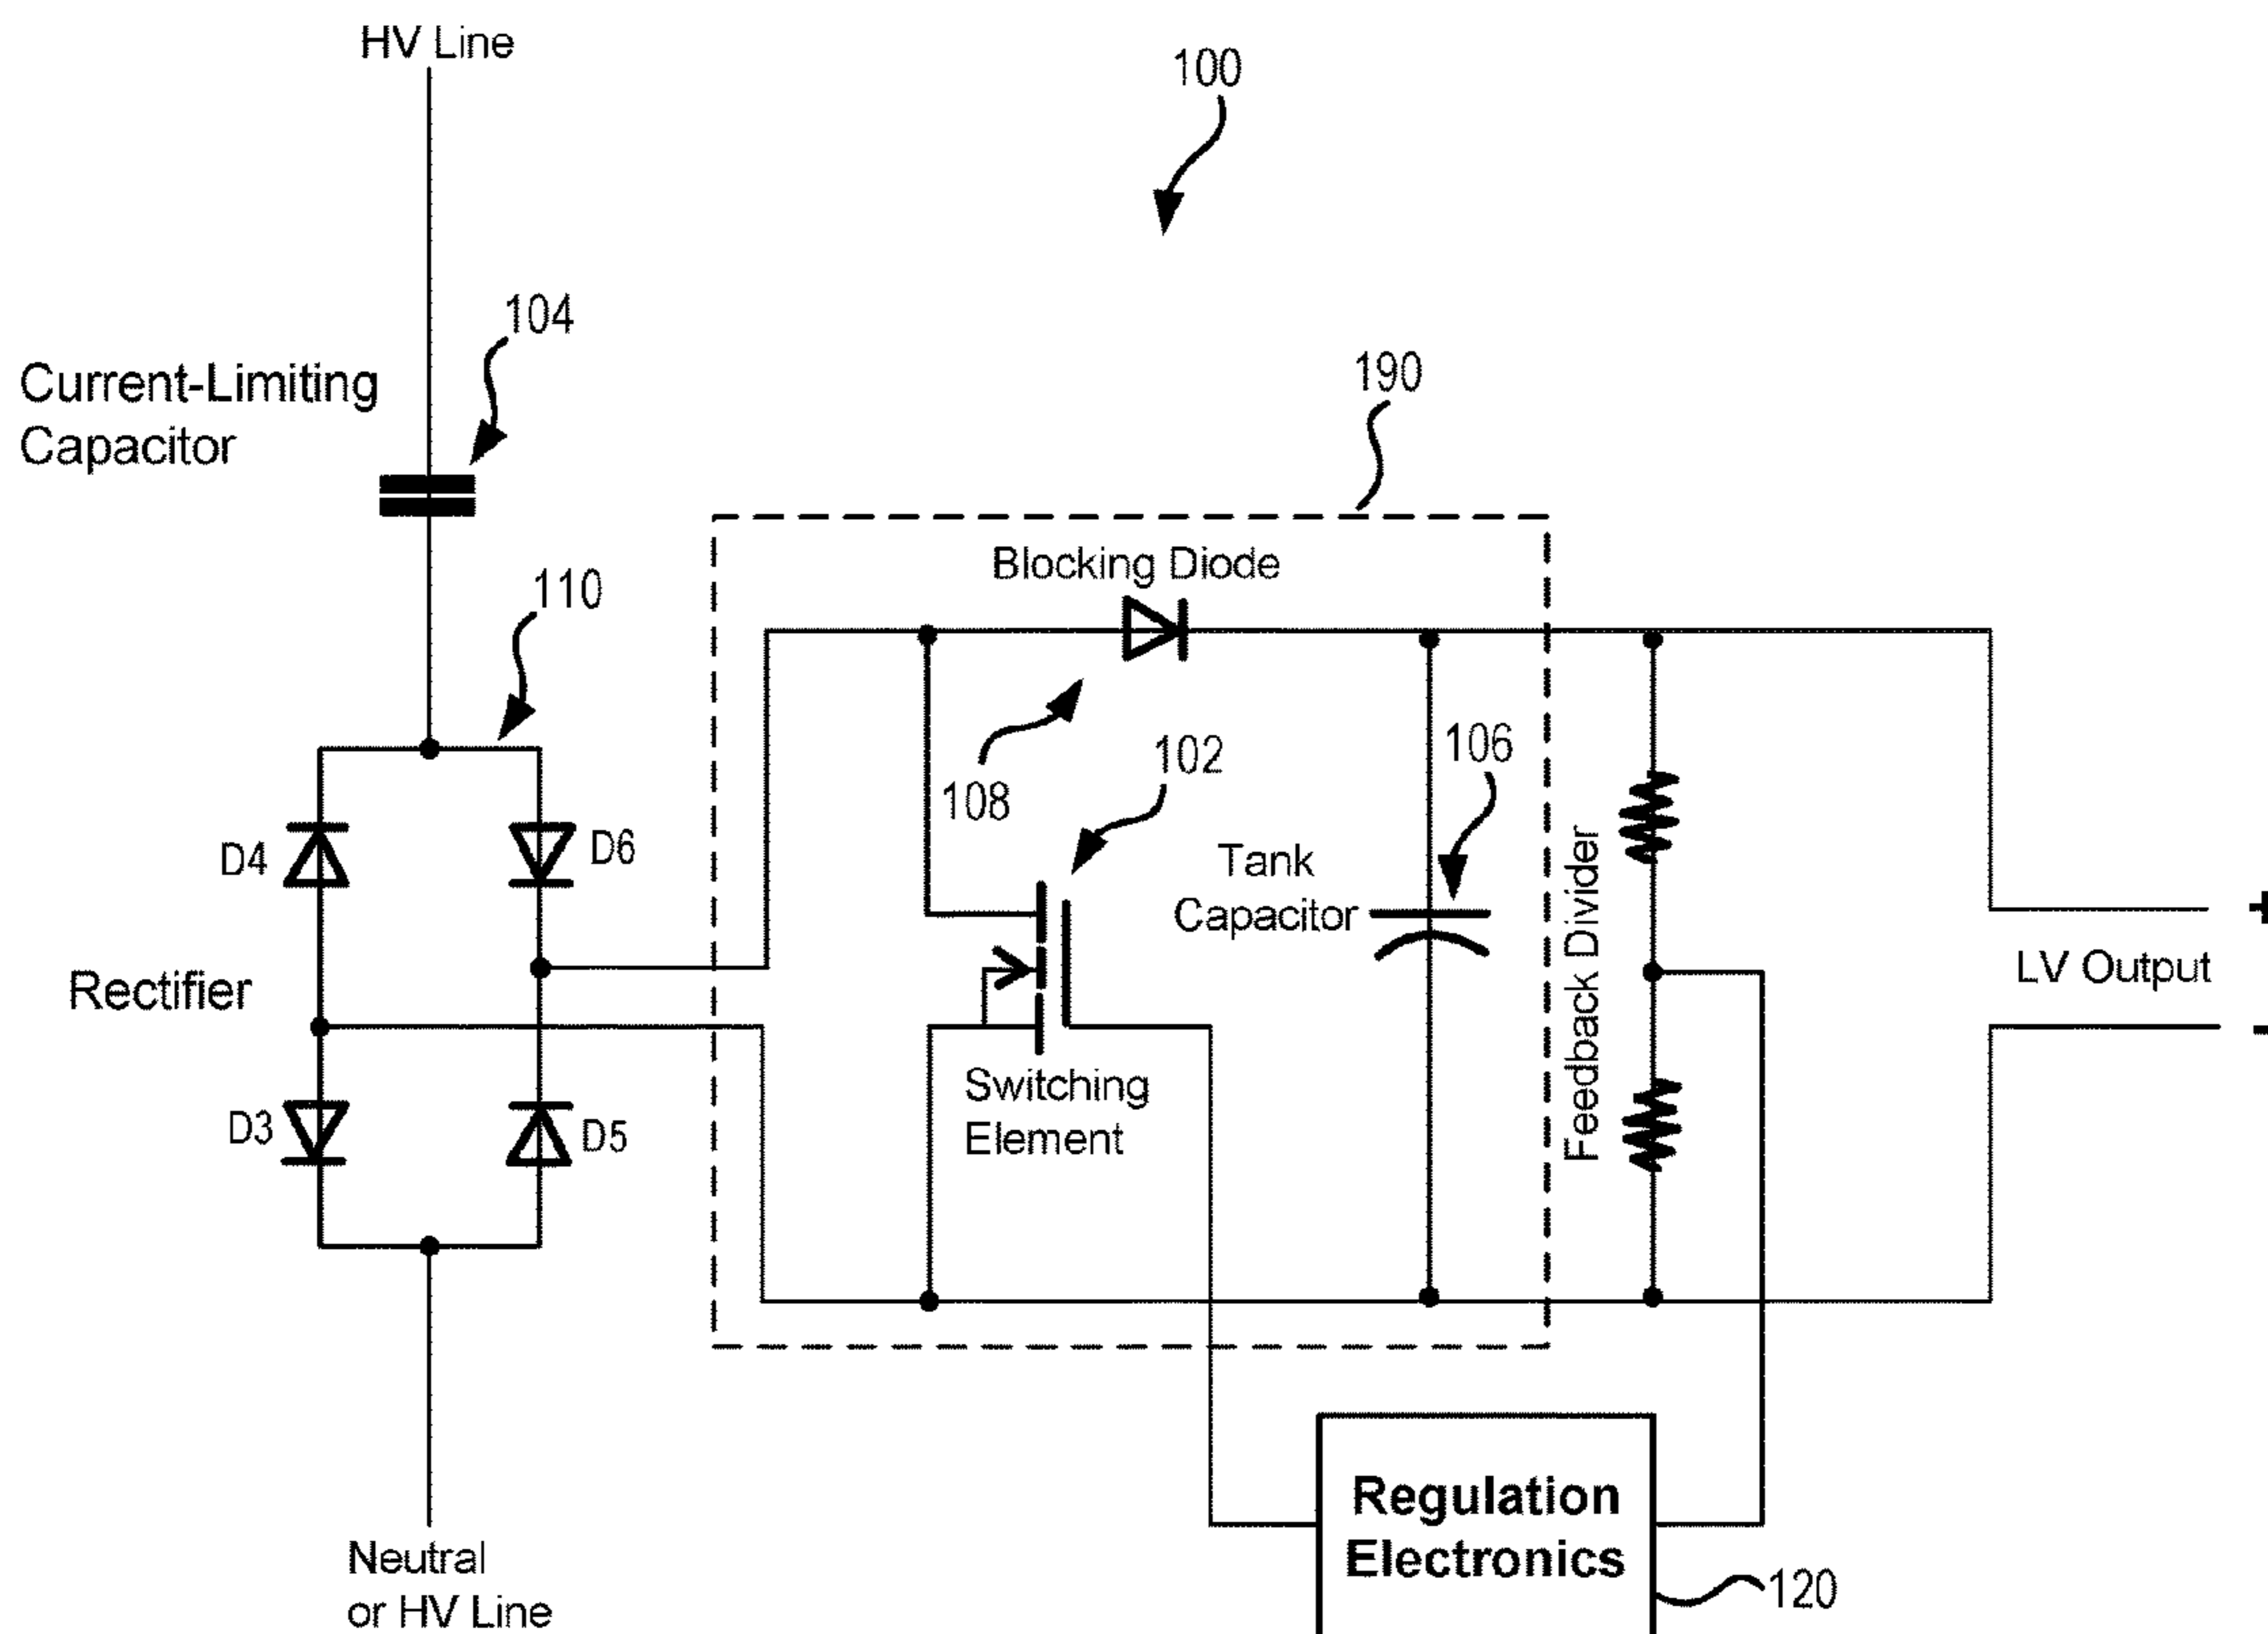 HV Line
100
104
Current-Limiting
Capacitor
190
110
Blocking Diode
108
102
106
D4
D6
Tank
Capacitor
Feedback Divider
+
LV Output
-
Rectifier
Switching
Element
D3
D5
Regulation
Electronics
120
Neutral
or HV Line